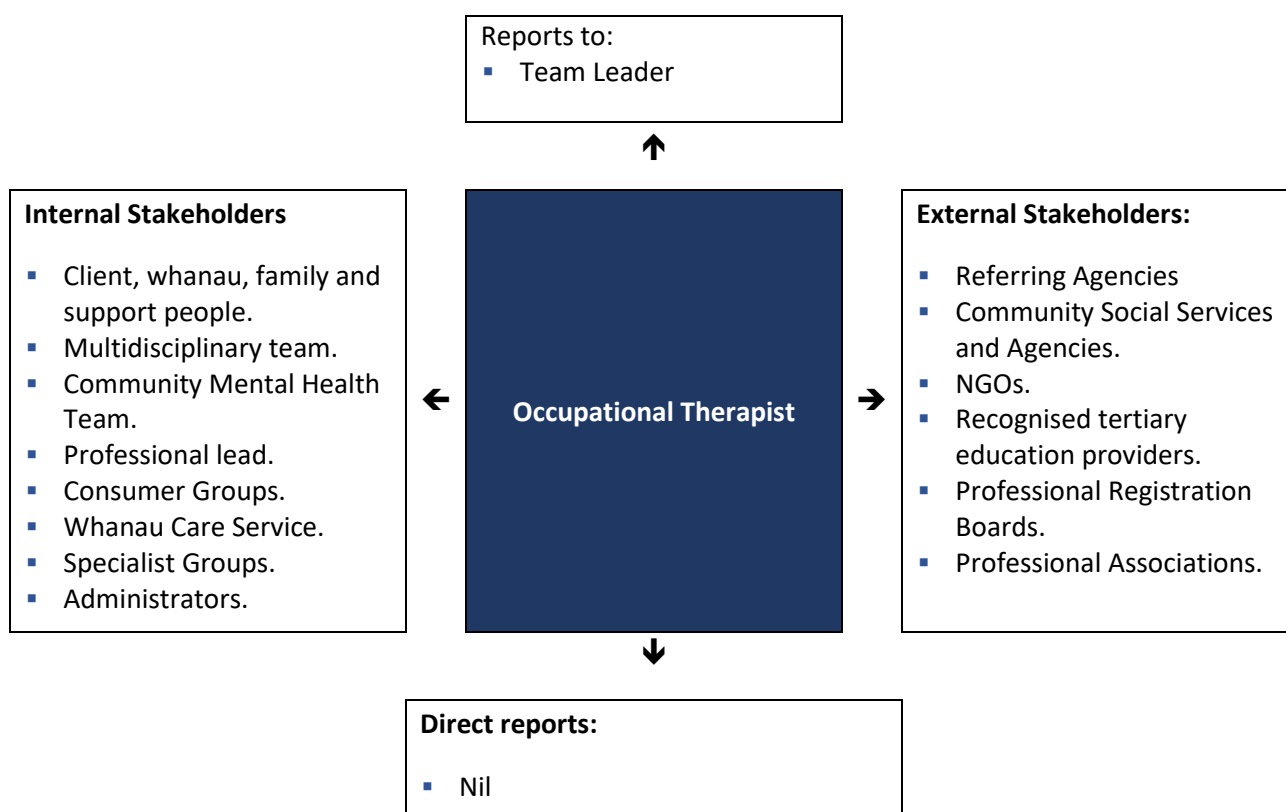 Reports to:
▪ Team Leader
Internal Stakeholders
▪ Client, whanau, family and
support people.
▪ Multidisciplinary team.
▪ Community Mental Health
Team.
▪ Professional lead.
▪ Consumer Groups.
▪ Whanau Care Service.
▪ Specialist Groups.
▪ Administrators.
Occupational Therapist
External Stakeholders:
▪ Referring Agencies
▪ Community Social Services
and Agencies.
▪ NGOs.
▪ Recognised tertiary
education providers.
▪ Professional Registration
Boards.
▪ Professional Associations.
Direct reports:
▪ Nil